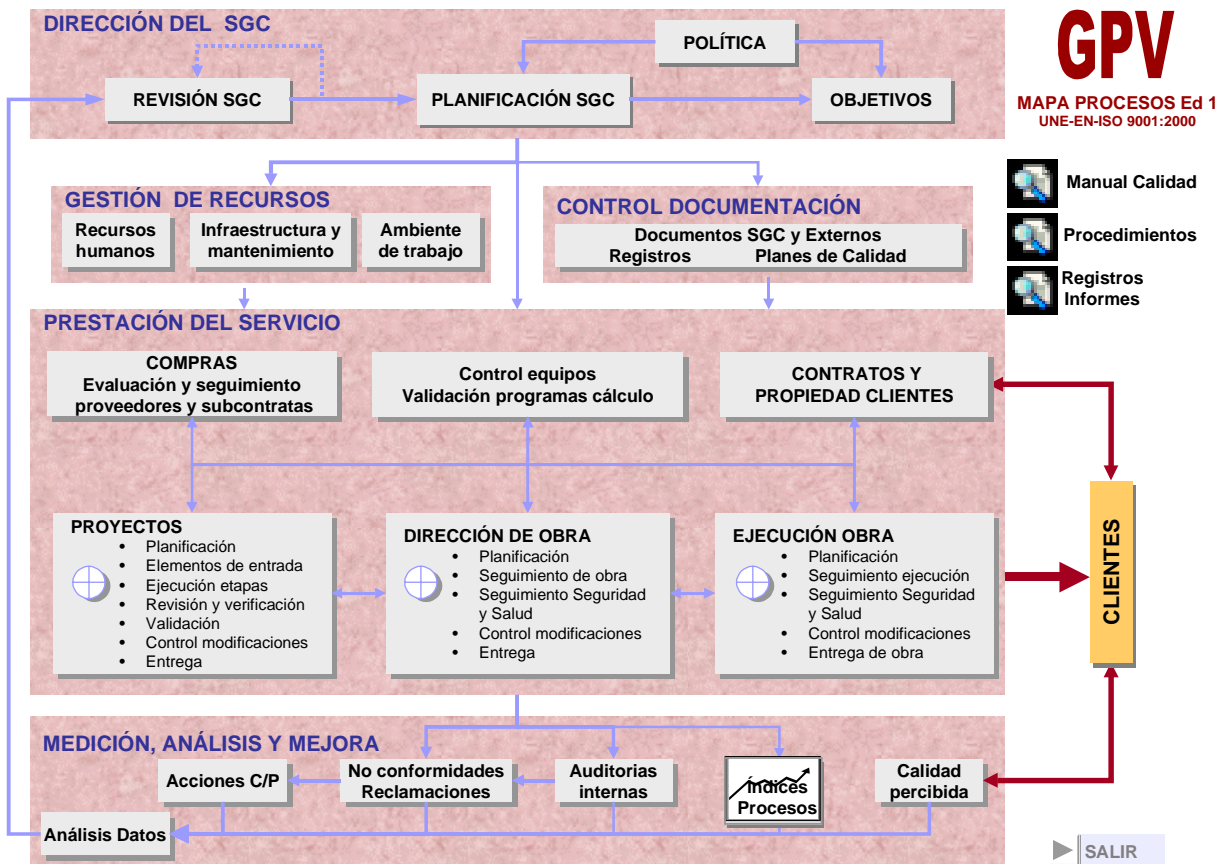 DIRECCIÓN DEL SGC
POLÍTICA
REVISIÓN SGC
PLANIFICACIÓN SGC
OBJETIVOS
GPV
MAPA PROCESOS Ed 1
UNE-EN-ISO 9001:2000
Manual Calidad
Procedimientos
Registros
Informes
GESTIÓN DE RECURSOS
Recursos
humanos
Infraestructura y
mantenimiento
Ambiente
de trabajo
CONTROL DOCUMENTACIÓN
Documentos SGC y Externos
Registros Planes de Calidad
PRESTACIÓN DEL SERVICIO
COMPRAS
Evaluación y seguimiento
proveedores y subcontratas
Control equipos
Validación programas cálculo
CONTRATOS Y
PROPIEDAD CLIENTES
PROYECTOS
• Planificación
• Elementos de entrada
• Ejecución etapas
• Revisión y verificación
• Validación
• Control modificaciones
• Entrega
DIRECCIÓN DE OBRA
• Planificación
• Seguimiento de obra
• Seguimiento Seguridad
y Salud
• Control modificaciones
• Entrega
EJECUCIÓN OBRA
• Planificación
• Seguimiento ejecución
• Seguimiento Seguridad
y Salud
• Control modificaciones
• Entrega de obra
CLIENTES
MEDICIÓN, ANÁLISIS Y MEJORA
Acciones C/P
No conformidades
Reclamaciones
Auditorias
internas
Índices
Procesos
Calidad
percibida
Análisis Datos
SALIR